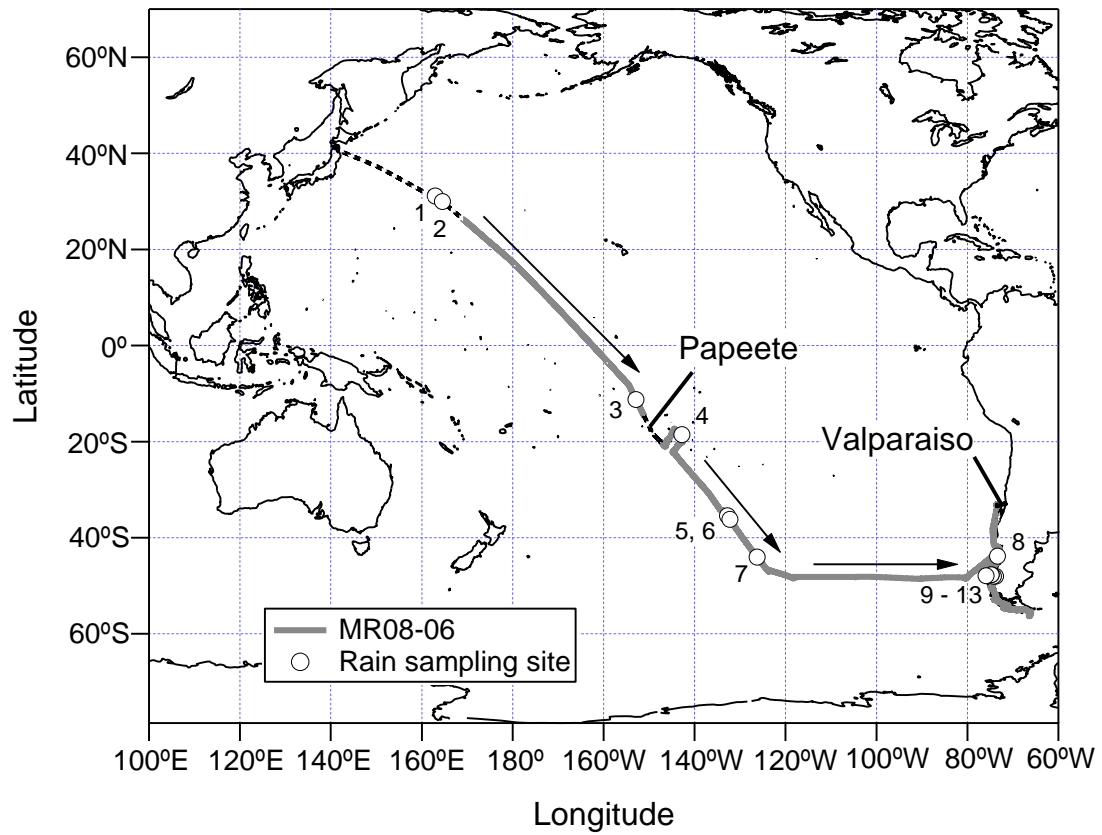 60ºN
40ºN
20ºN
0º
20ºS
40ºS
60ºS
Latitude
1
2
Papeete
3
4
Valparaiso
5, 6
7
8
9 - 13
MR08-06
Rain sampling site
100ºE 120ºE 140ºE 160ºE 180º 160ºW 140ºW 120ºW 100ºW 80ºW 60ºW
Longitude